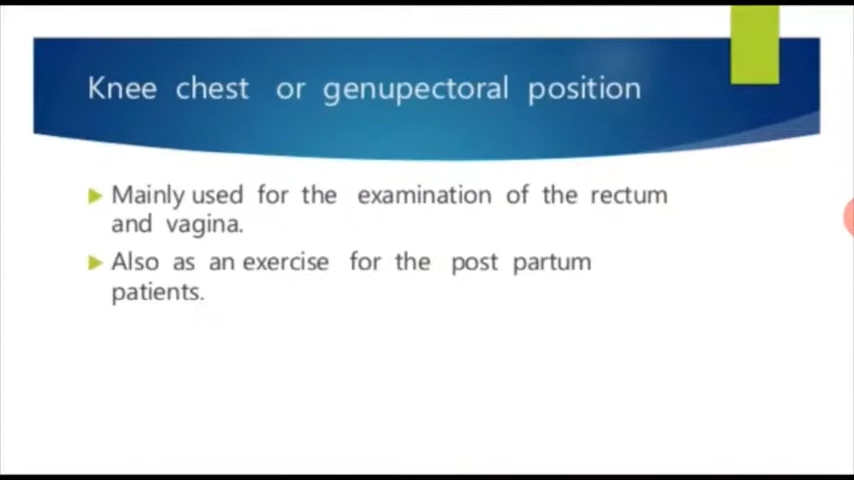 Knee chest or genupectoral position
Mainly used for the examination of the rectum
and vagina.
Also as an exercise for the post partum
patients.